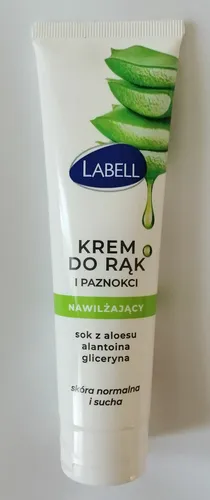 LABELL
KREM
DO RĄK
I PAZNOKCI
NAWILŻAJĄCY
sok z aloesu
alantoina
gliceryna
skóra normalna
i sucha